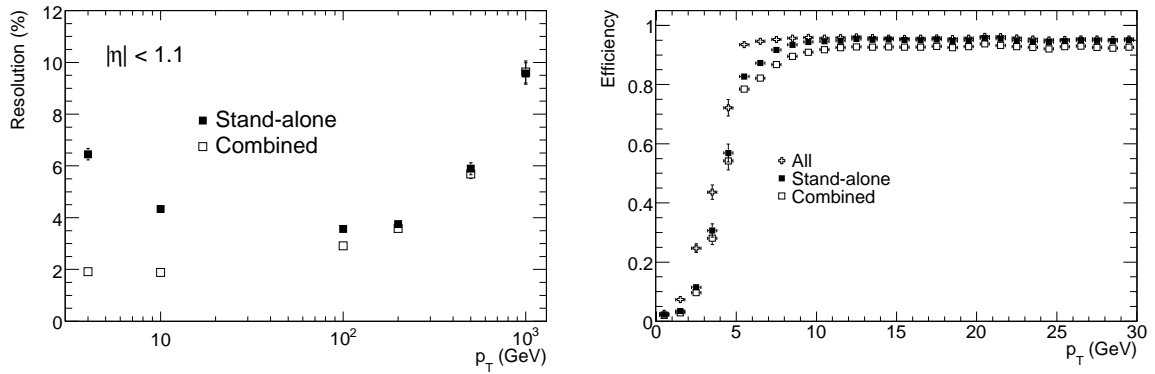 Resolution (%)
12
10
8
6
4
2
0
|η| < 1.1
Stand-alone
Combined
10
10²
10³
p_T (GeV)
Efficiency
1
0.8
0.6
0.4
0.2
0
All
Stand-alone
Combined
0 5 10 15 20 25 30
p_T (GeV)